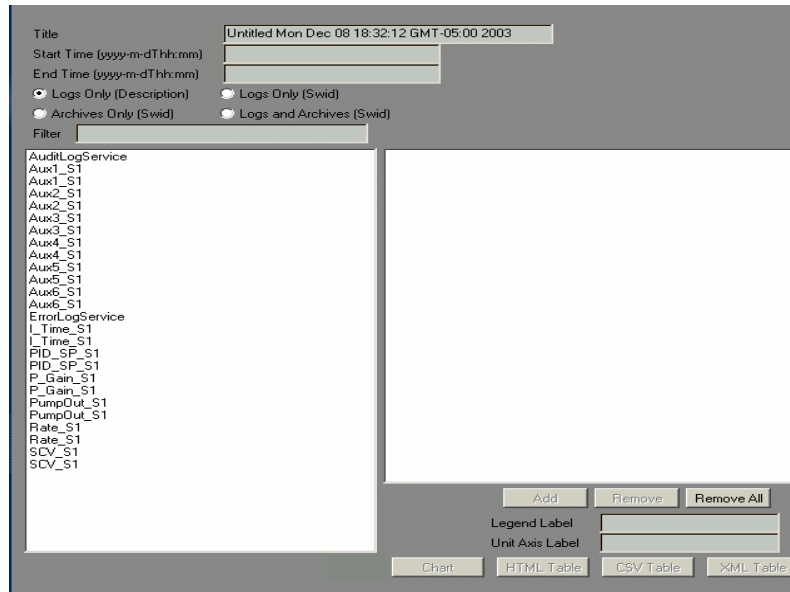 Title Untitled Mon Dec 08 18:32:12 GMT-05:00 2003
Start Time (yyyy-m-dThh:mm)
End Time (yyyy-m-dThh:mm)
Logs Only (Description) Logs Only (Swid)
Archives Only (Swid) Logs and Archives (Swid)
Filter
AuditLogService
Aux1_S1
Aux1_S1
Aux2_S1
Aux2_S1
Aux3_S1
Aux3_S1
Aux4_S1
Aux4_S1
Aux5_S1
Aux5_S1
Aux6_S1
Aux6_S1
ErrorLogService
I_Time_S1
I_Time_S1
PID_SP_S1
PID_SP_S1
P_Gain_S1
P_Gain_S1
PumpOut_S1
PumpOut_S1
Rate_S1
Rate_S1
SCV_S1
SCV_S1
Add Remove Remove All
Legend Label
Unit Axis Label
Chart HTML Table CSV Table XML Table